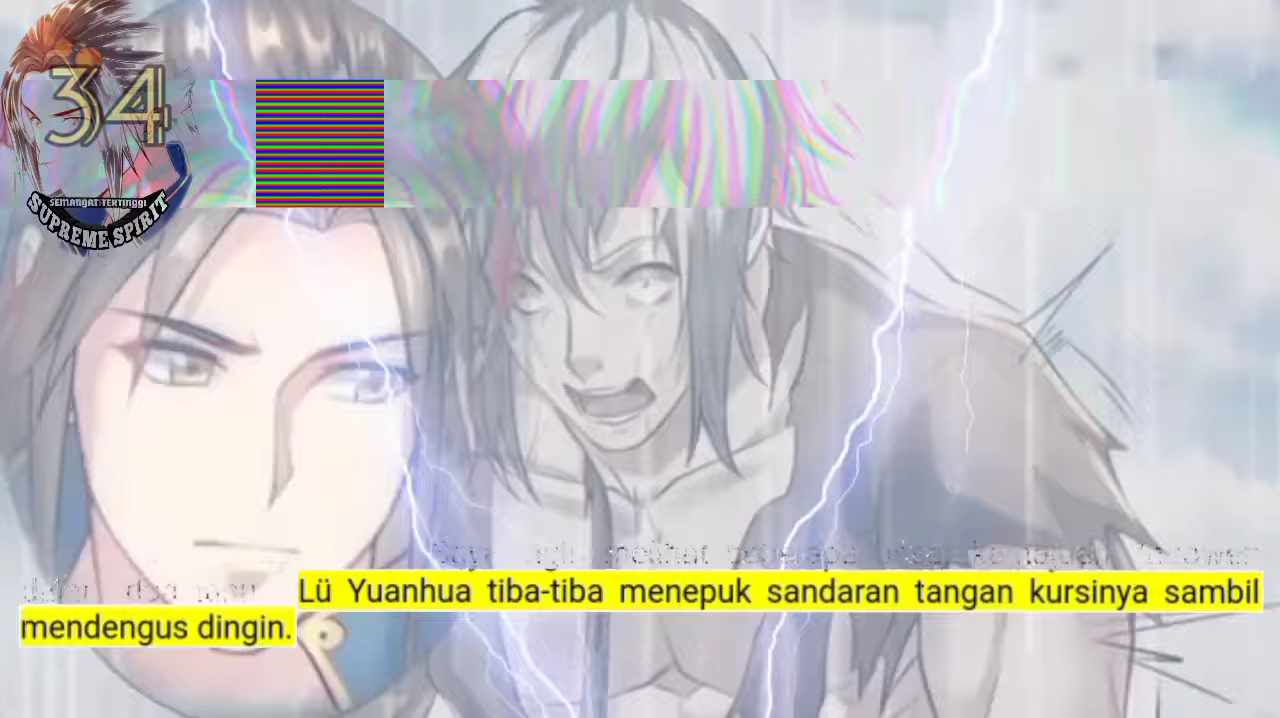 34
SEMANGAT TERTINGGI
SUPREME SPIRIT
Lü Yuanhua tiba-tiba menepuk sandaran tangan kursinya sambil
mendengus dingin.